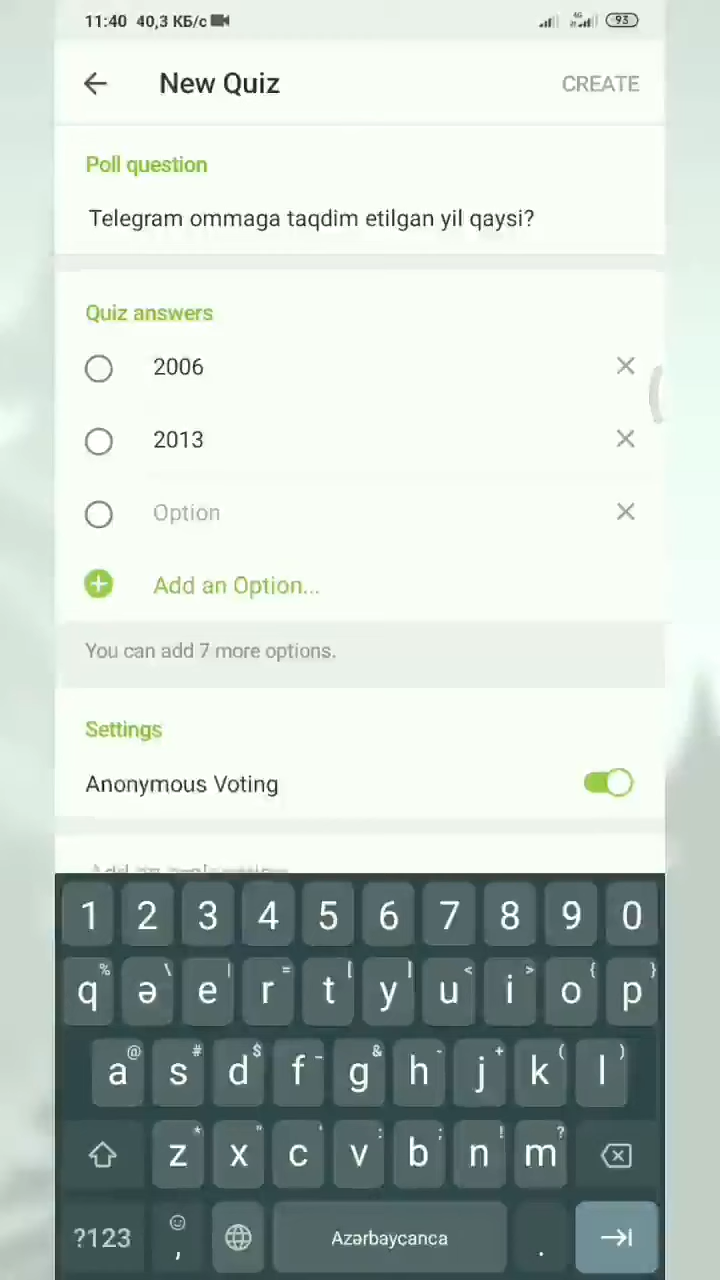 11:40 40,3 КБ/с 4G 93
New Quiz CREATE
Poll question
Telegram ommaga taqdim etilgan yil qaysi?
Quiz answers
2006
2013
Option
Add an Option...
You can add 7 more options.
Settings
Anonymous Voting
1 2 3 4 5 6 7 8 9 0
% \ | = [ ] < > { }
q ə e r t y u i o p
@ # $ _ & - + ( )
a s d f g h j k l
* " ' : ; ! ?
z x c v b n m
?123 , Azərbaycanca .